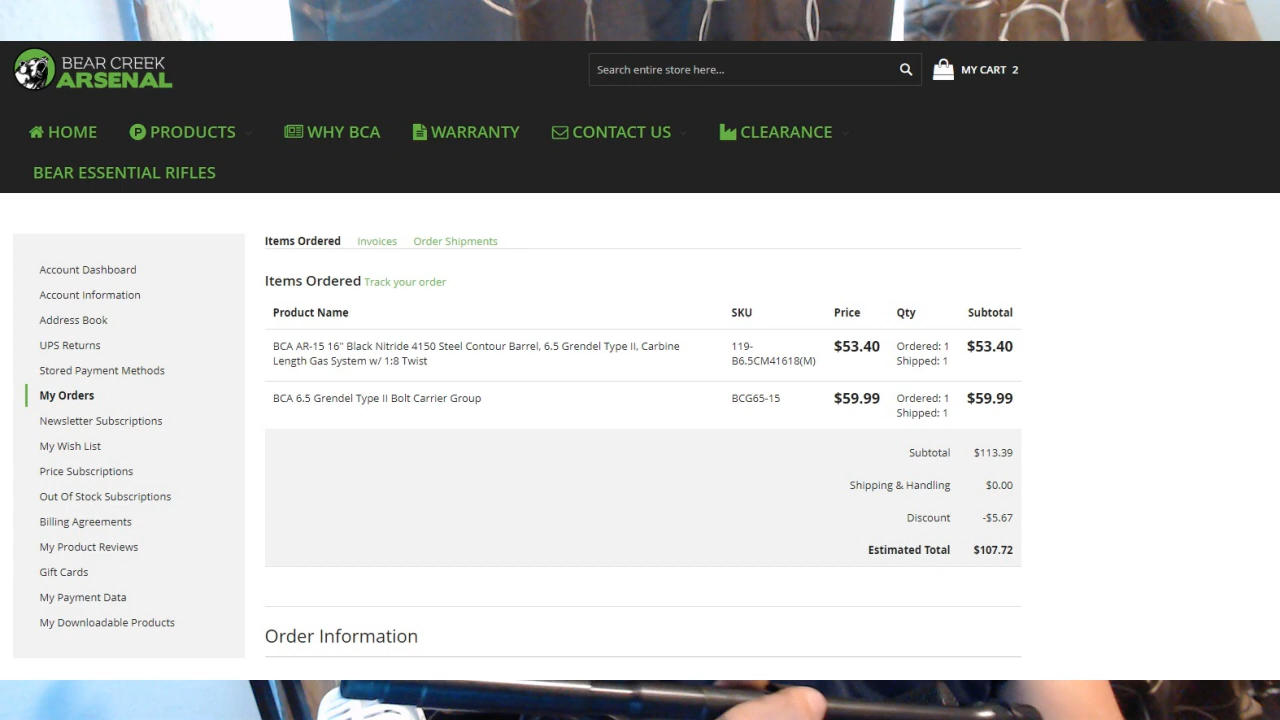 BEAR CREEK
ARSENAL
Search entire store here...
MY CART 2
HOME PRODUCTS WHY BCA WARRANTY CONTACT US CLEARANCE
BEAR ESSENTIAL RIFLES
Account Dashboard
Account Information
Address Book
UPS Returns
Stored Payment Methods
My Orders
Newsletter Subscriptions
My Wish List
Price Subscriptions
Out Of Stock Subscriptions
Billing Agreements
My Product Reviews
Gift Cards
My Payment Data
My Downloadable Products
Items Ordered Invoices Order Shipments
Items Ordered Track your order
Product Name SKU Price Qty Subtotal
BCA AR-15 16" Black Nitride 4150 Steel Contour Barrel, 6.5 Grendel Type II, Carbine
Length Gas System w/ 1:8 Twist
119-
B6.5CM41618(M)
$53.40
Ordered: 1
Shipped: 1
$53.40
BCA 6.5 Grendel Type II Bolt Carrier Group
BCG65-15
$59.99
Ordered: 1
Shipped: 1
$59.99
Subtotal $113.39
Shipping & Handling $0.00
Discount -$5.67
Estimated Total $107.72
Order Information